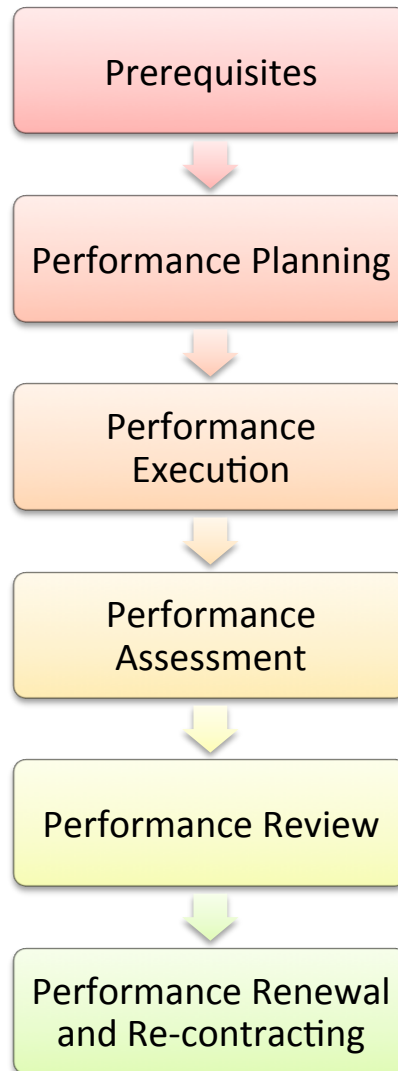 Prerequisites
Performance Planning
Performance
Execution
Performance
Assessment
Performance Review
Performance Renewal
and Re-contracting